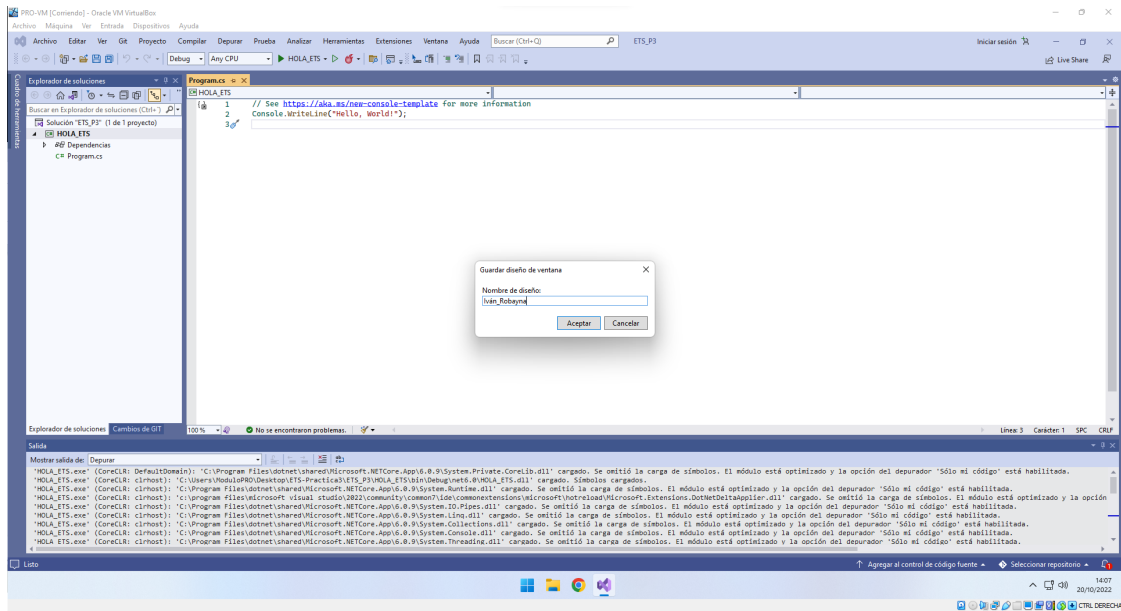 PRO-VM [Corriendo] - Oracle VM VirtualBox
Archivo Máquina Ver Entrada Dispositivos Ayuda
Archivo Editar Ver Git Proyecto Compilar Depurar Prueba Analizar Herramientas Extensiones Ventana Ayuda Buscar (Ctrl+Q) ETS_P3 Iniciar sesión
Debug Any CPU HOLA_ETS Live Share
Cuadro de herramientas
Explorador de soluciones
Program.cs
HOLA_ETS
Buscar en Explorador de soluciones (Ctrl+¨)
Solución "ETS_P3" (1 de 1 proyecto)
HOLA_ETS
Dependencias
C# Program.cs
1 // See https://aka.ms/new-console-template for more information
2 Console.WriteLine("Hello, World!");
3
Guardar diseño de ventana
Nombre de diseño:
Iván_Robayna
Aceptar Cancelar
Explorador de soluciones Cambios de GIT
100 % No se encontraron problemas. Línea: 3 Carácter: 1 SPC CRLF
Salida
Mostrar salida de: Depurar
'HOLA_ETS.exe' (CoreCLR: DefaultDomain): 'C:\Program Files\dotnet\shared\Microsoft.NETCore.App\6.0.9\System.Private.CoreLib.dll' cargado. Se omitió la carga de símbolos. El módulo está optimizado y la opción del depurador 'Sólo mi código' está habilitada.
'HOLA_ETS.exe' (CoreCLR: clrhost): 'C:\Users\ModuloPRO\Desktop\ETS-Practica3\ETS_P3\HOLA_ETS\bin\Debug\net6.0\HOLA_ETS.dll' cargado. Símbolos cargados.
'HOLA_ETS.exe' (CoreCLR: clrhost): 'C:\Program Files\dotnet\shared\Microsoft.NETCore.App\6.0.9\System.Runtime.dll' cargado. Se omitió la carga de símbolos. El módulo está optimizado y la opción del depurador 'Sólo mi código' está habilitada.
'HOLA_ETS.exe' (CoreCLR: clrhost): 'c:\program files\microsoft visual studio\2022\community\common7\ide\commonextensions\microsoft\hotreload\Microsoft.Extensions.DotNetDeltaApplier.dll' cargado. Se omitió la carga de símbolos. El módulo está optimizado y la opción
'HOLA_ETS.exe' (CoreCLR: clrhost): 'C:\Program Files\dotnet\shared\Microsoft.NETCore.App\6.0.9\System.IO.Pipes.dll' cargado. Se omitió la carga de símbolos. El módulo está optimizado y la opción del depurador 'Sólo mi código' está habilitada.
'HOLA_ETS.exe' (CoreCLR: clrhost): 'C:\Program Files\dotnet\shared\Microsoft.NETCore.App\6.0.9\System.Linq.dll' cargado. Se omitió la carga de símbolos. El módulo está optimizado y la opción del depurador 'Sólo mi código' está habilitada.
'HOLA_ETS.exe' (CoreCLR: clrhost): 'C:\Program Files\dotnet\shared\Microsoft.NETCore.App\6.0.9\System.Collections.dll' cargado. Se omitió la carga de símbolos. El módulo está optimizado y la opción del depurador 'Sólo mi código' está habilitada.
'HOLA_ETS.exe' (CoreCLR: clrhost): 'C:\Program Files\dotnet\shared\Microsoft.NETCore.App\6.0.9\System.Console.dll' cargado. Se omitió la carga de símbolos. El módulo está optimizado y la opción del depurador 'Sólo mi código' está habilitada.
'HOLA_ETS.exe' (CoreCLR: clrhost): 'C:\Program Files\dotnet\shared\Microsoft.NETCore.App\6.0.9\System.Threading.dll' cargado. Se omitió la carga de símbolos. El módulo está optimizado y la opción del depurador 'Sólo mi código' está habilitada.
Listo Agregar al control de código fuente Seleccionar repositorio
14:07
20/10/2022
CTRL DERECHA